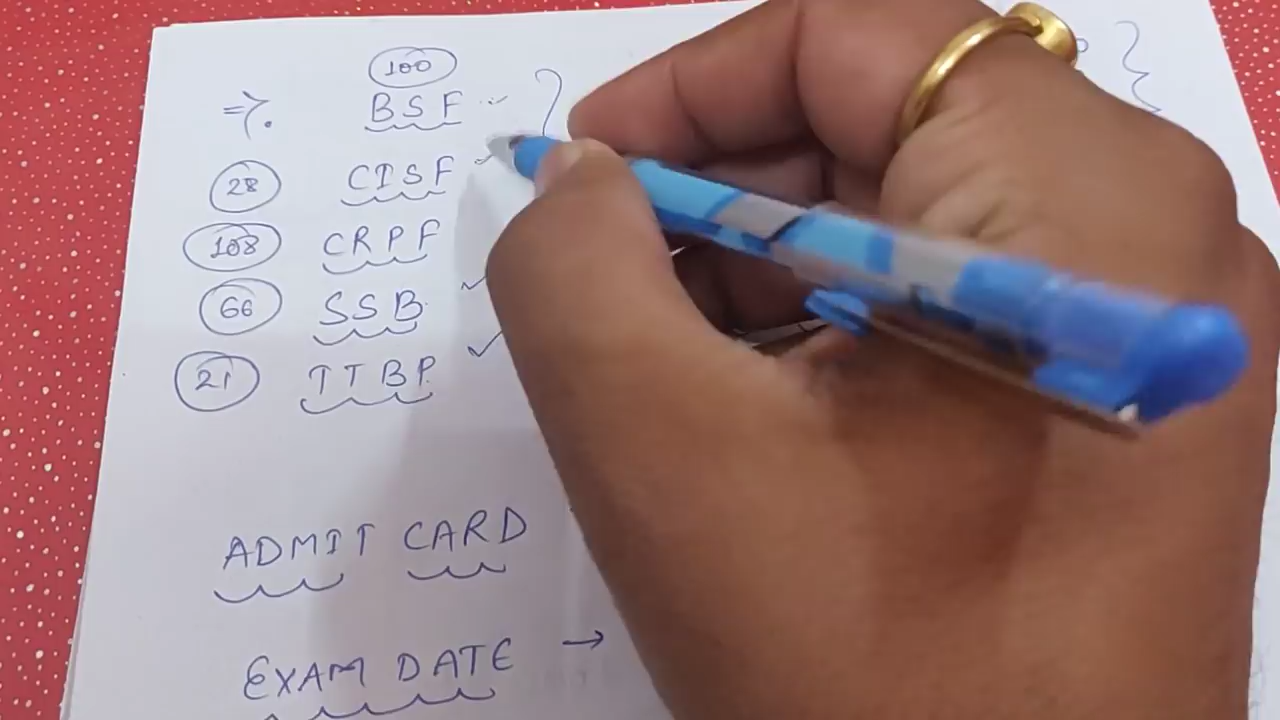 100
=>. BSF
28 CISF
108 CRPF
66 SSB
21 ITBP
ADMIT CARD
EXAM DATE →